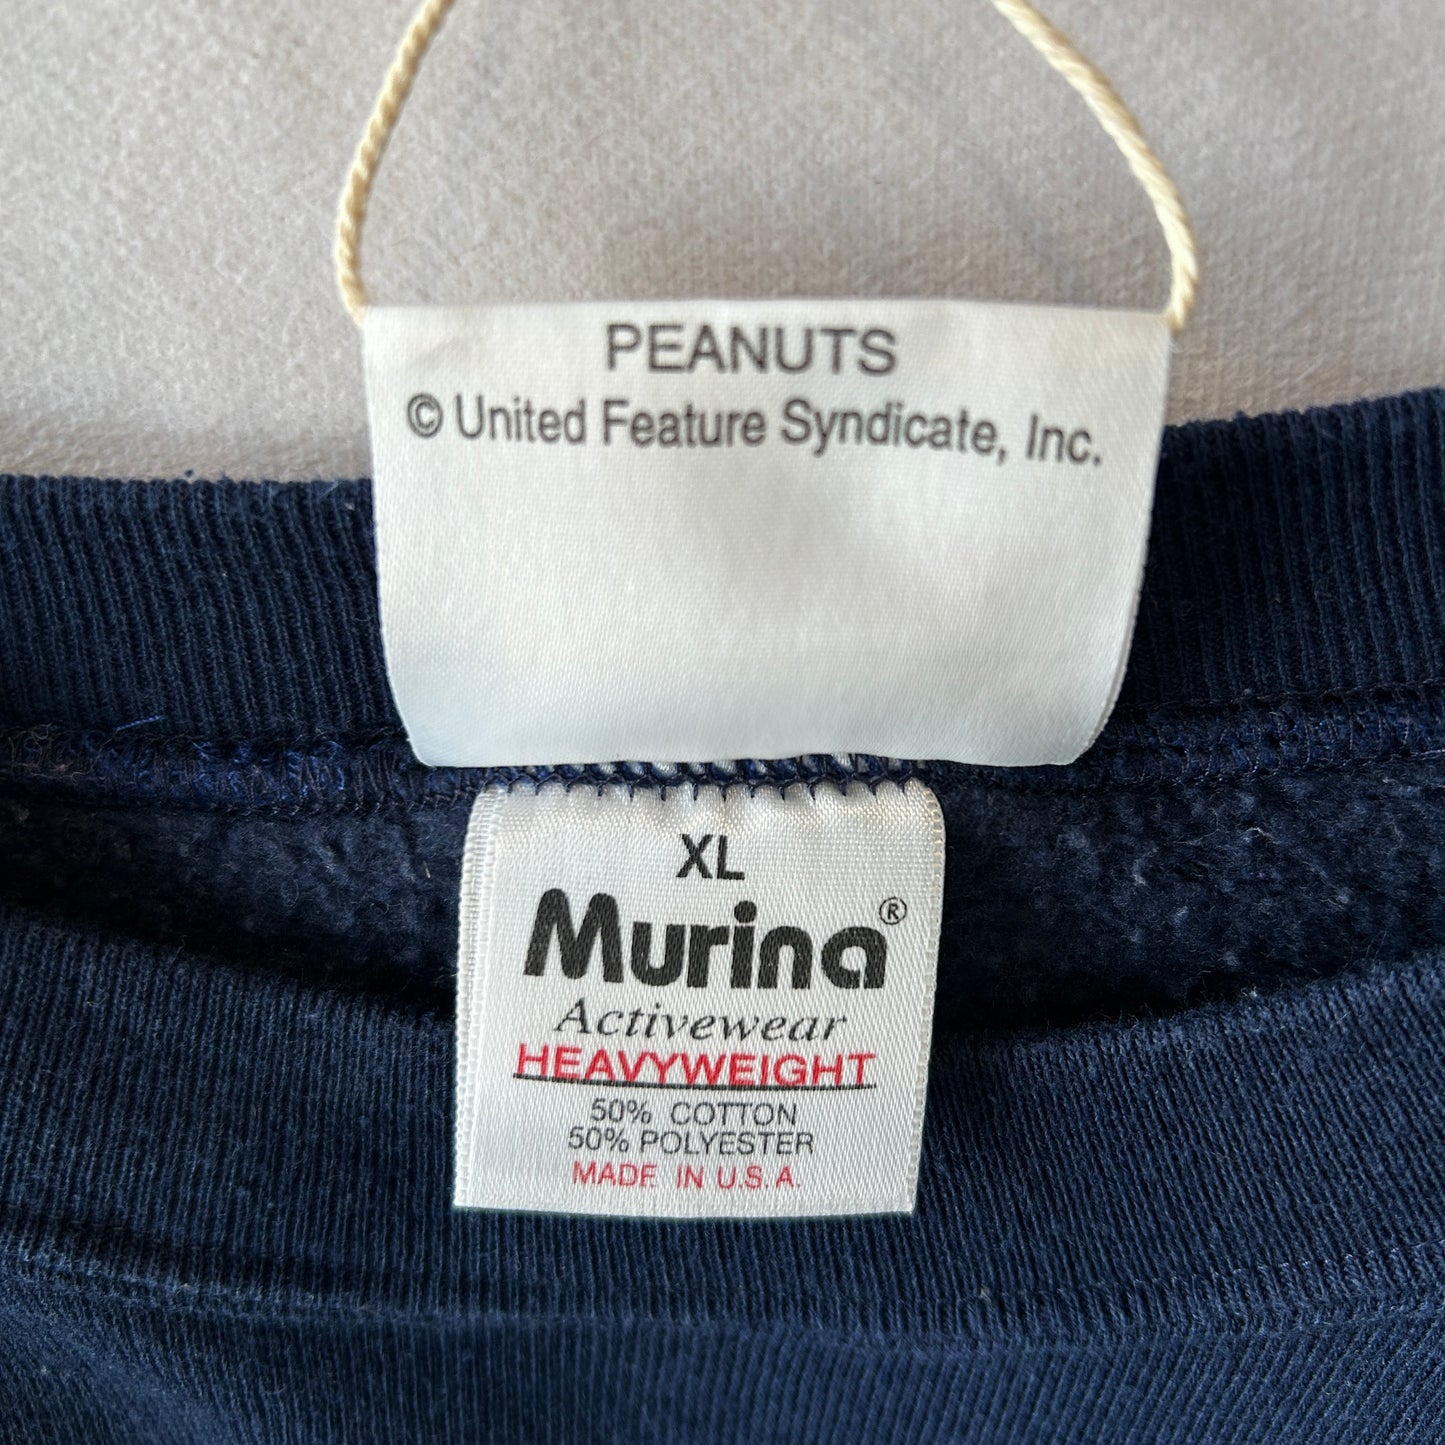 PEANUTS
© United Feature Syndicate, Inc.
XL
Murina®
Activewear
HEAVYWEIGHT
50% COTTON
50% POLYESTER
MADE IN U.S.A.